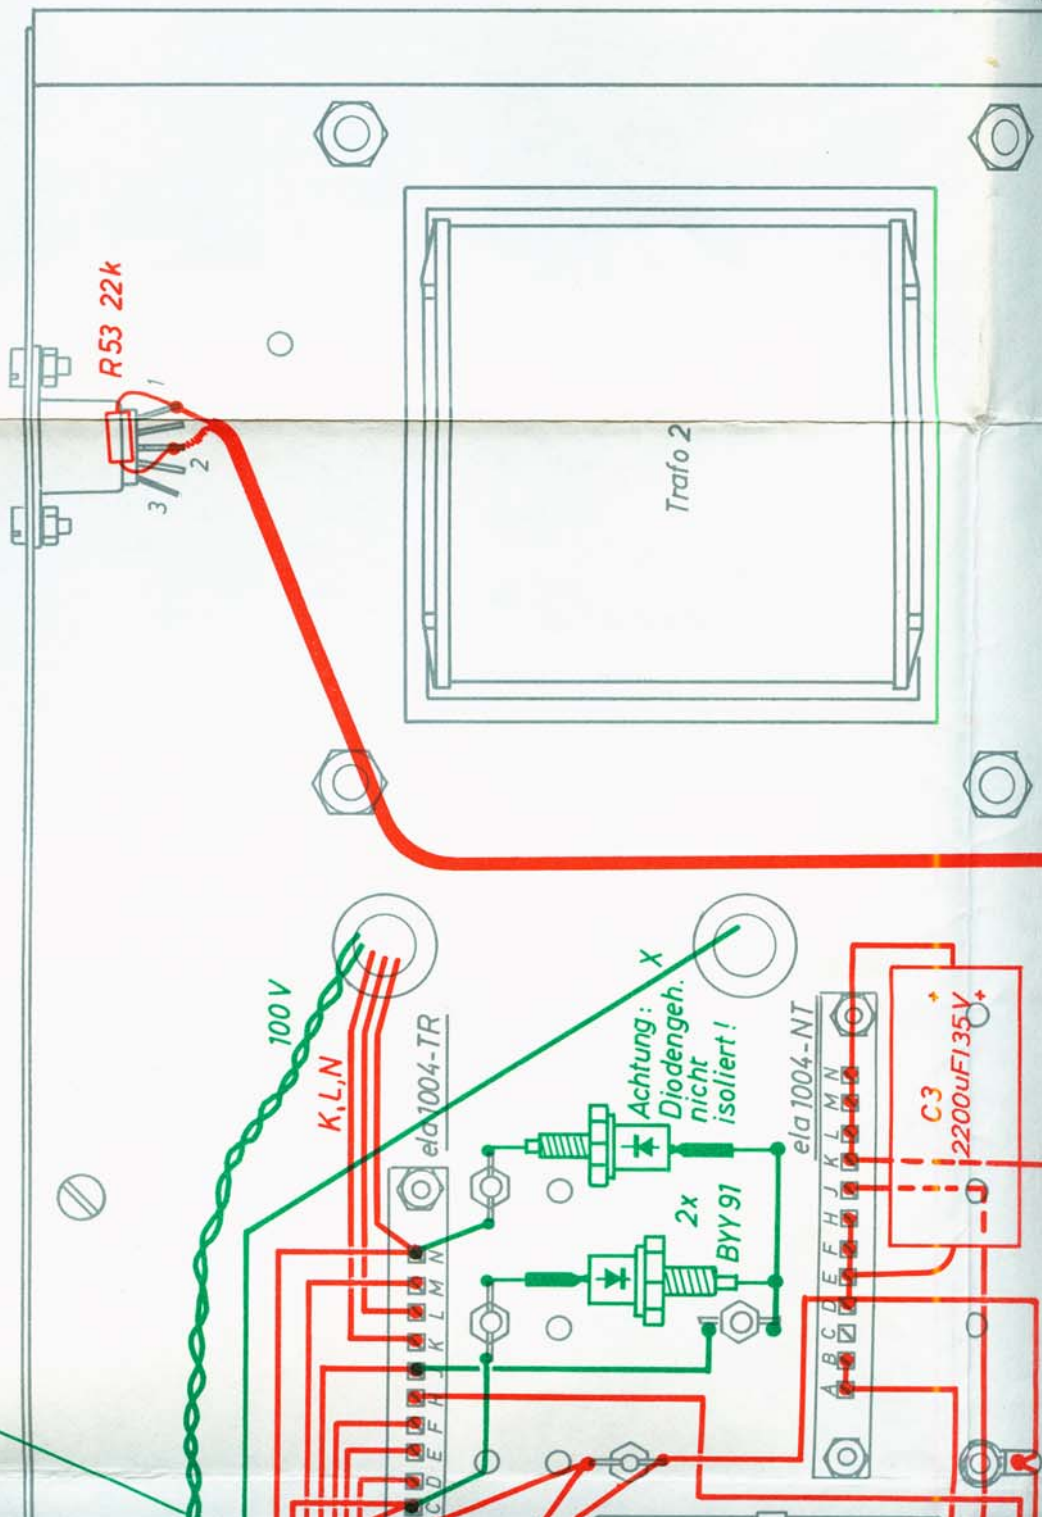 R53 22k
1
2
3
Trafo 2
100V
K,L,N
ela 1004-TR
X
Achtung:
Diodengeh.
nicht
isoliert!
2x
BYY 91
ela 1004-NT
C3
2200uF/35V
+
+
N
M
L
K
J
H
F
E
D
C
N
M
L
K
J
H
F
E
D
C
B
A